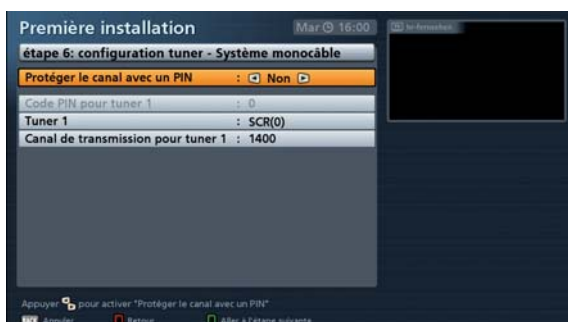 Première installation
Mar 16:00
étape 6: configuration tuner - Système monocâble
Protéger le canal avec un PIN : Non
Code PIN pour tuner 1 : 0
Tuner 1 : SCR(0)
Canal de transmission pour tuner 1 : 1400
Appuyer pour activer "Protéger le canal avec un PIN"
BACK Annuler Retour Aller à l'étape suivante